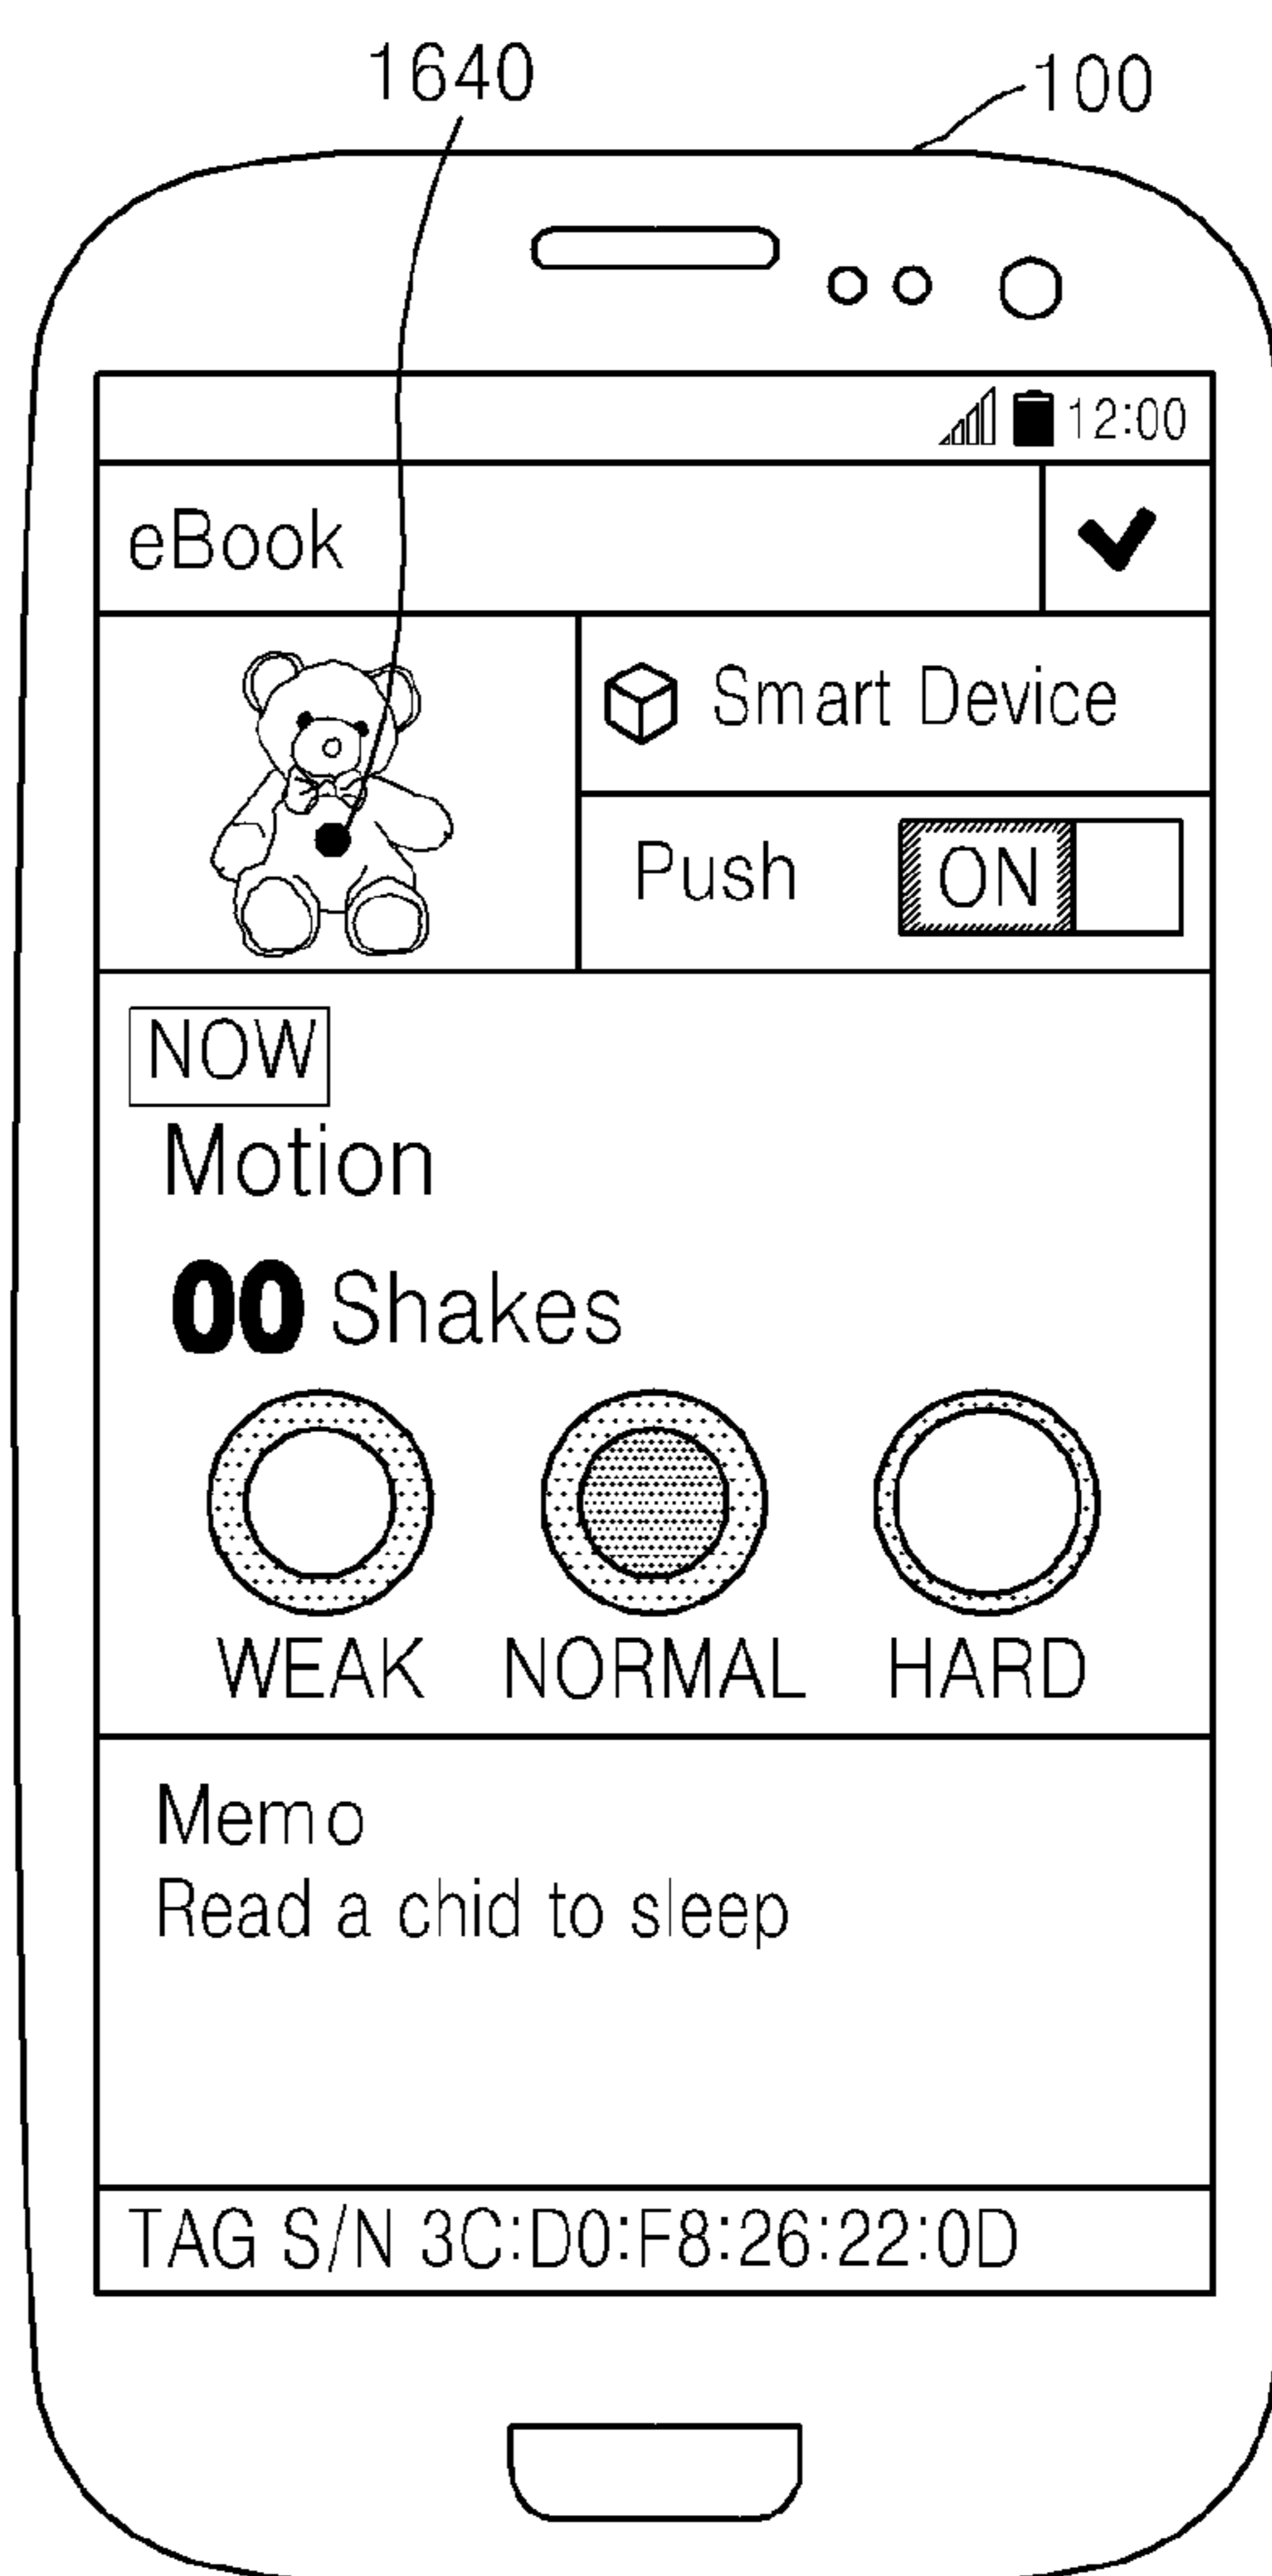 1640
100
12:00
eBook
Smart Device
Push ON
NOW
Motion
00 Shakes
WEAK NORMAL HARD
Memo
Read a chid to sleep
TAG S/N 3C:D0:F8:26:22:0D